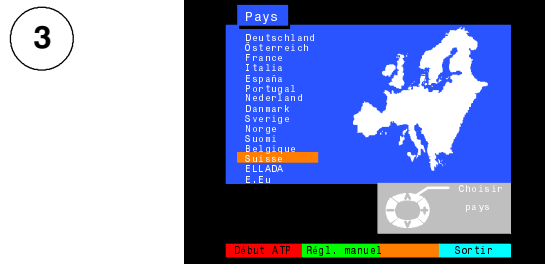 3
Pays
Deutschland
Österreich
France
Italia
España
Portugal
Nederland
Danmark
Sverige
Norge
Suomi
Belgique
Suisse
ELLADA
E.Eu
Choisir
pays
Début ATP Régl. manuel Sortir